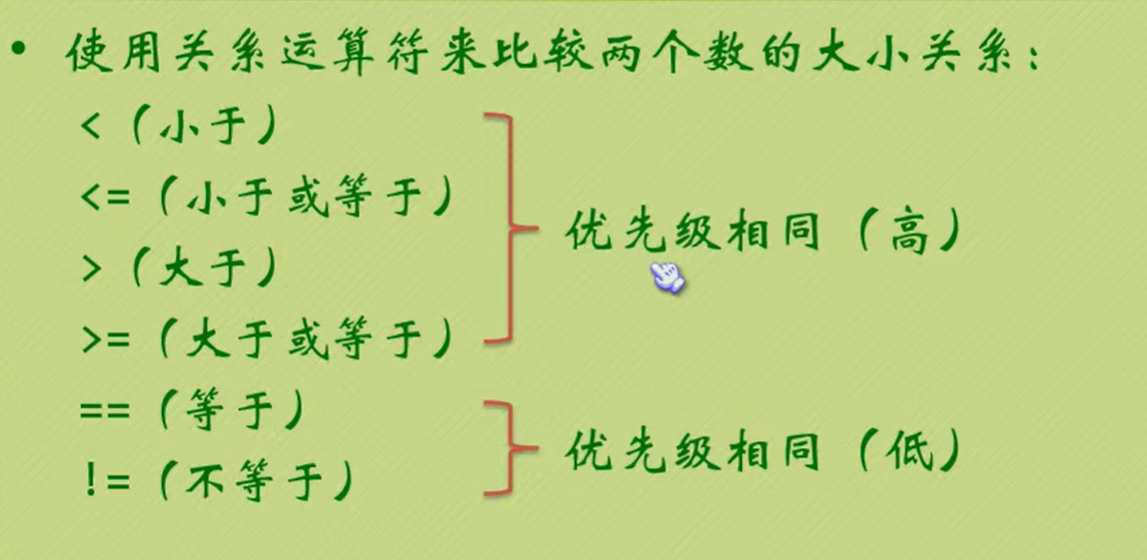 • 使用关系运算符来比较两个数的大小关系：
<（小于）
<=（小于或等于）
>（大于）
>=（大于或等于）
优先级相同（高）
==（等于）
!=（不等于）
优先级相同（低）